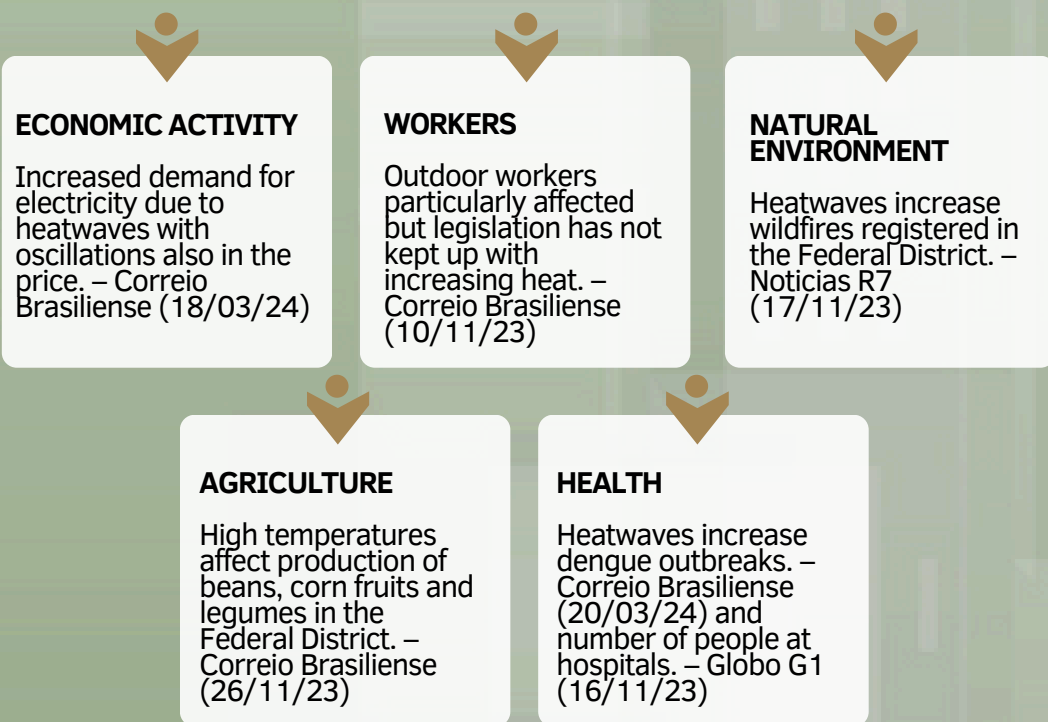 ECONOMIC ACTIVITY
Increased demand for
electricity due to
heatwaves with
oscillations also in the
price. – Correio
Brasiliense (18/03/24)
WORKERS
Outdoor workers
particularly affected
but legislation has not
kept up with
increasing heat. –
Correio Brasiliense
(10/11/23)
NATURAL
ENVIRONMENT
Heatwaves increase
wildfires registered in
the Federal District. –
Noticias R7
(17/11/23)
AGRICULTURE
High temperatures
affect production of
beans, corn fruits and
legumes in the
Federal District. –
Correio Brasiliense
(26/11/23)
HEALTH
Heatwaves increase
dengue outbreaks. –
Correio Brasiliense
(20/03/24) and
number of people at
hospitals. – Globo G1
(16/11/23)